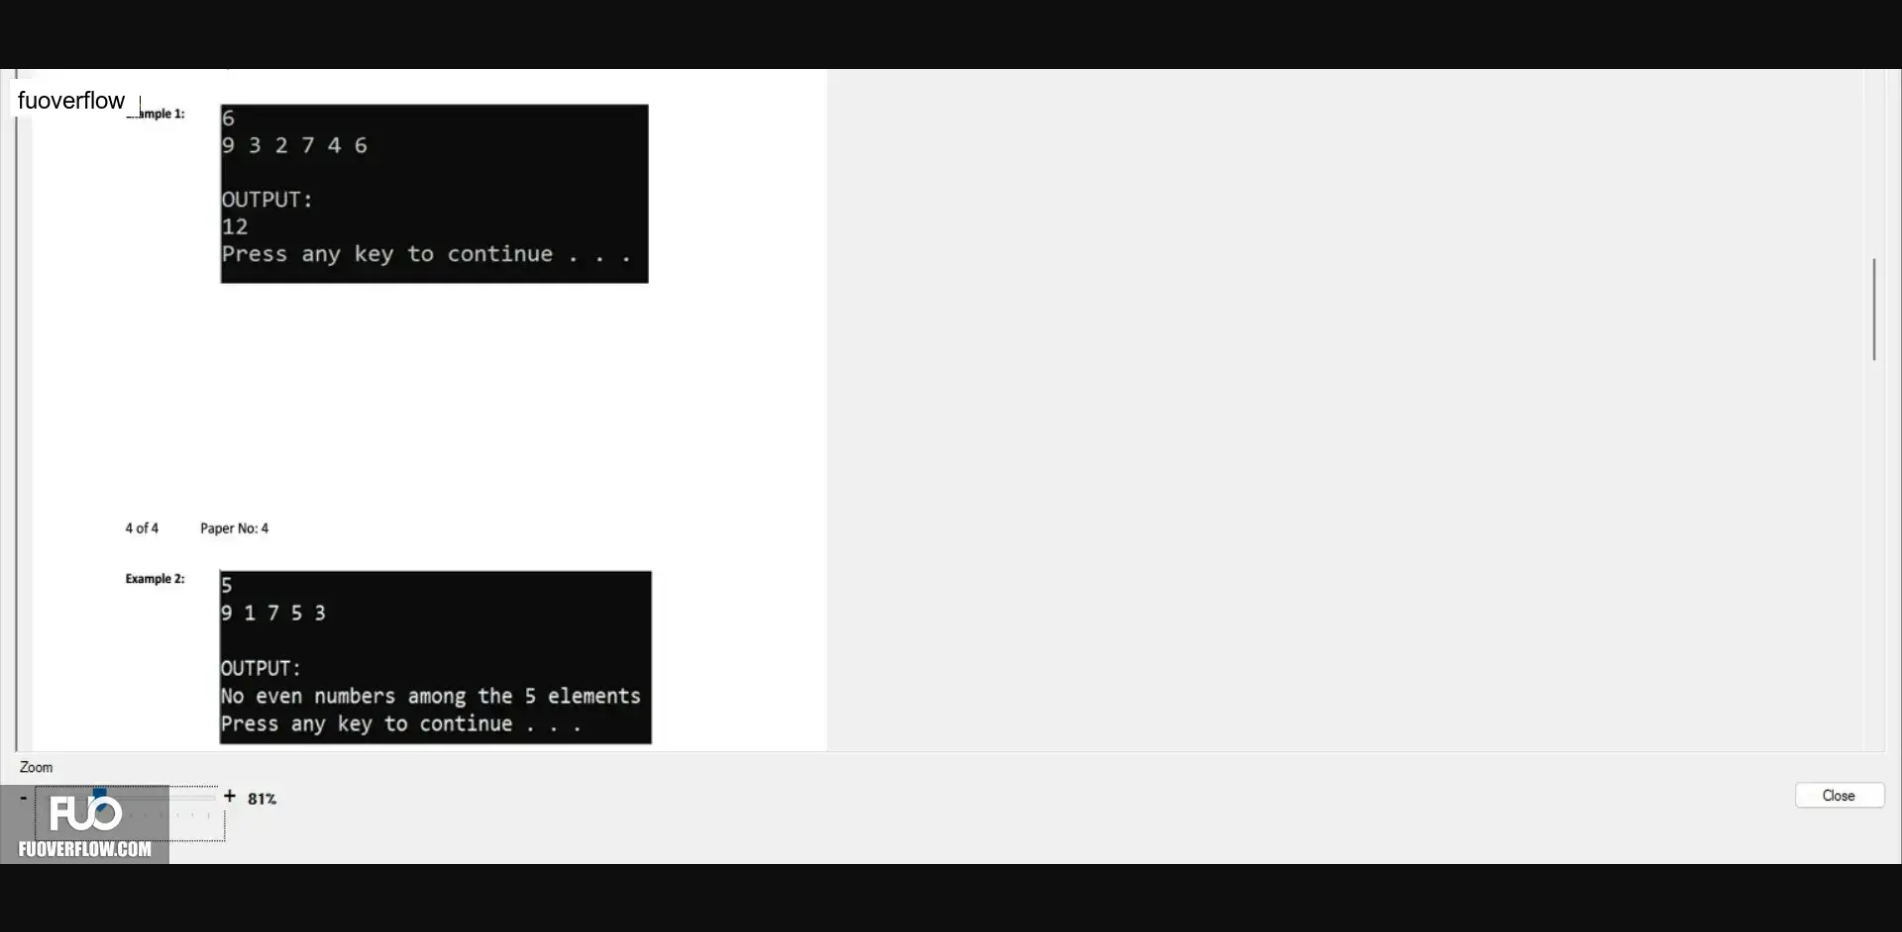 fuoverflow
ample 1:
6
9 3 2 7 4 6
OUTPUT:
12
Press any key to continue . . .
4 of 4 Paper No: 4
Example 2:
5
9 1 7 5 3
OUTPUT:
No even numbers among the 5 elements
Press any key to continue . . .
Zoom
- + 81%
Close
FUO
FUOVERFLOW.COM